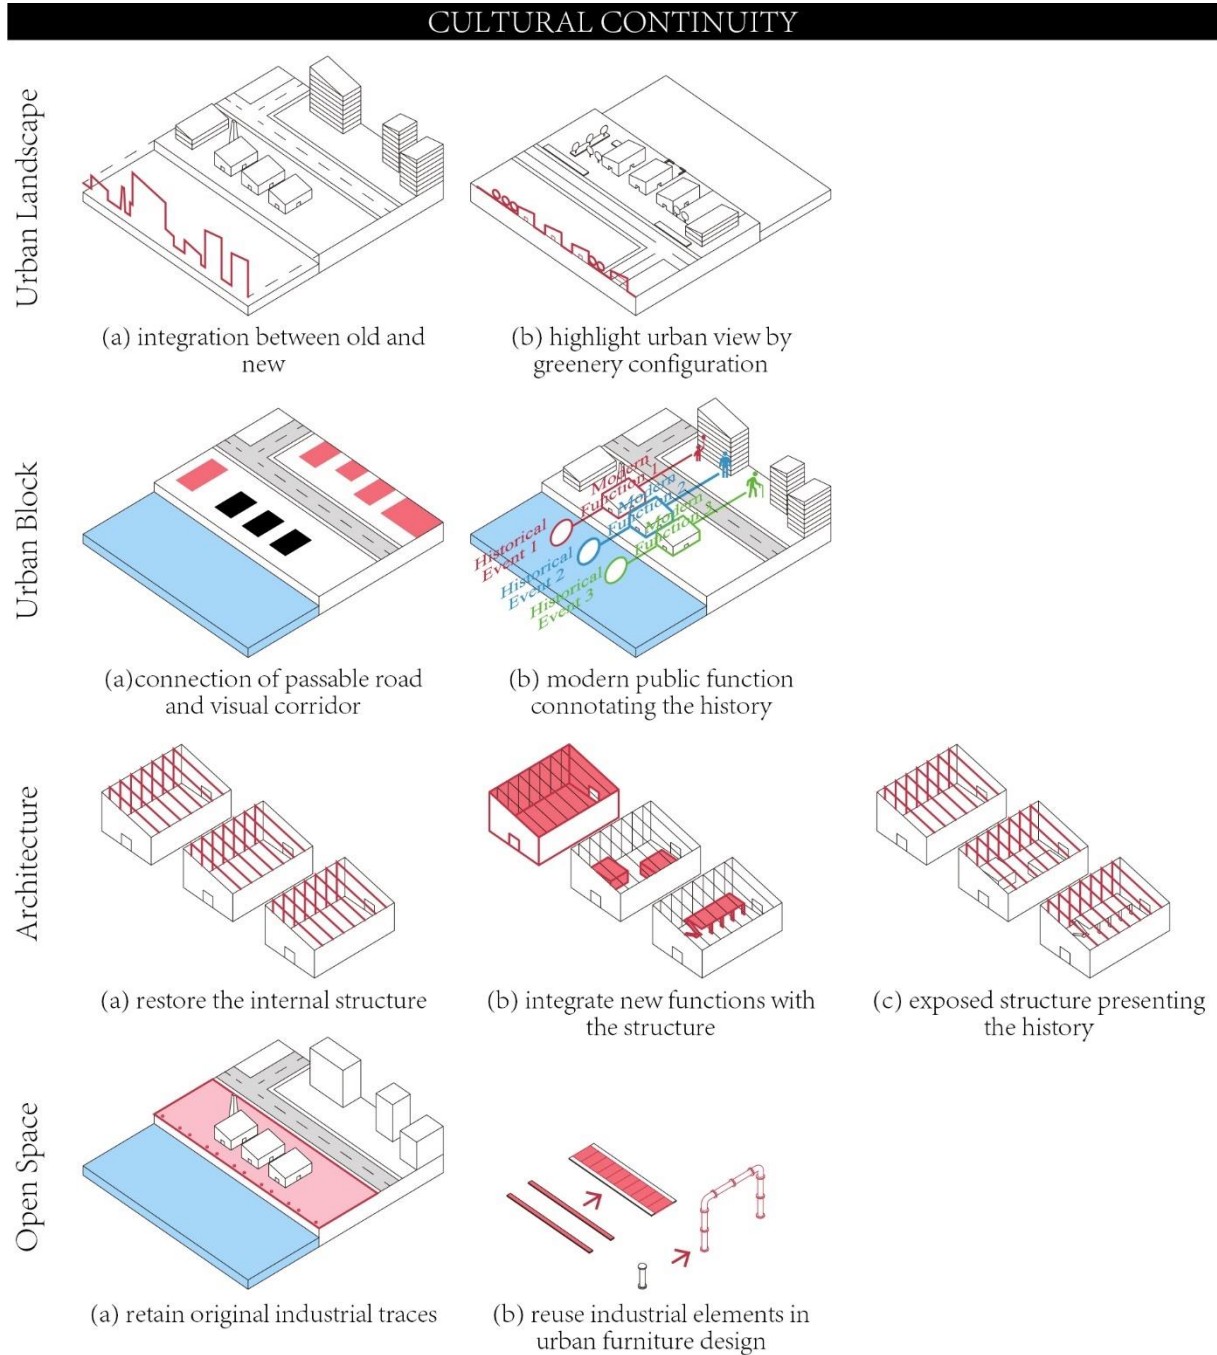 CULTURAL CONTINUITY
Urban Landscape
(a) integration between old and
new
(b) highlight urban view by
greenery configuration
Urban Block
Historical
Event 1
Modern
Function 1
Historical
Event 2
Modern
Function 2
Historical
Event 3
Modern
Function 3
(a)connection of passable road
and visual corridor
(b) modern public function
connotating the history
Architecture
(a) restore the internal structure
(b) integrate new functions with
the structure
(c) exposed structure presenting
the history
Open Space
(a) retain original industrial traces
(b) reuse industrial elements in
urban furniture design